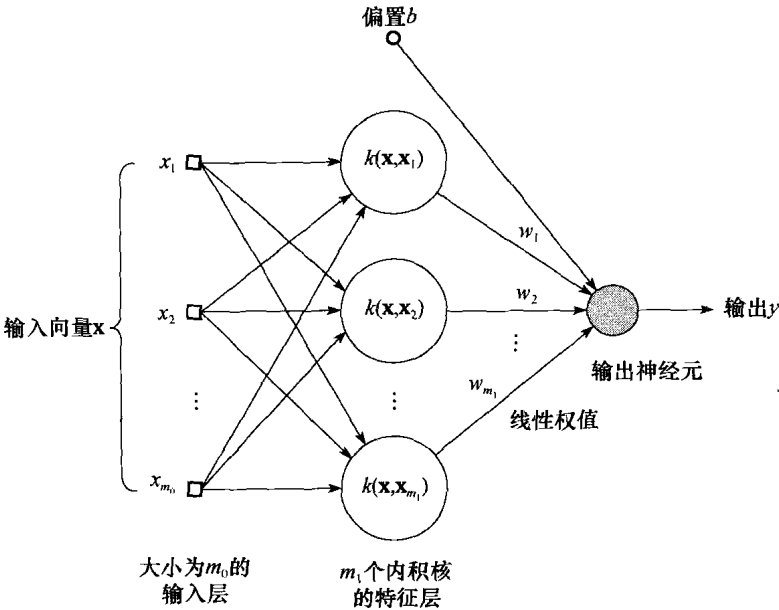 偏置b
x₁
k(x,x₁)
w₁
输入向量x
x₂
k(x,x₂)
w₂
输出y
⋮
输出神经元
⋮
⋮
wₘ₁
线性权值
xₘ₀
k(x,xₘ₁)
大小为m₀的
输入层
m₁个内积核
的特征层